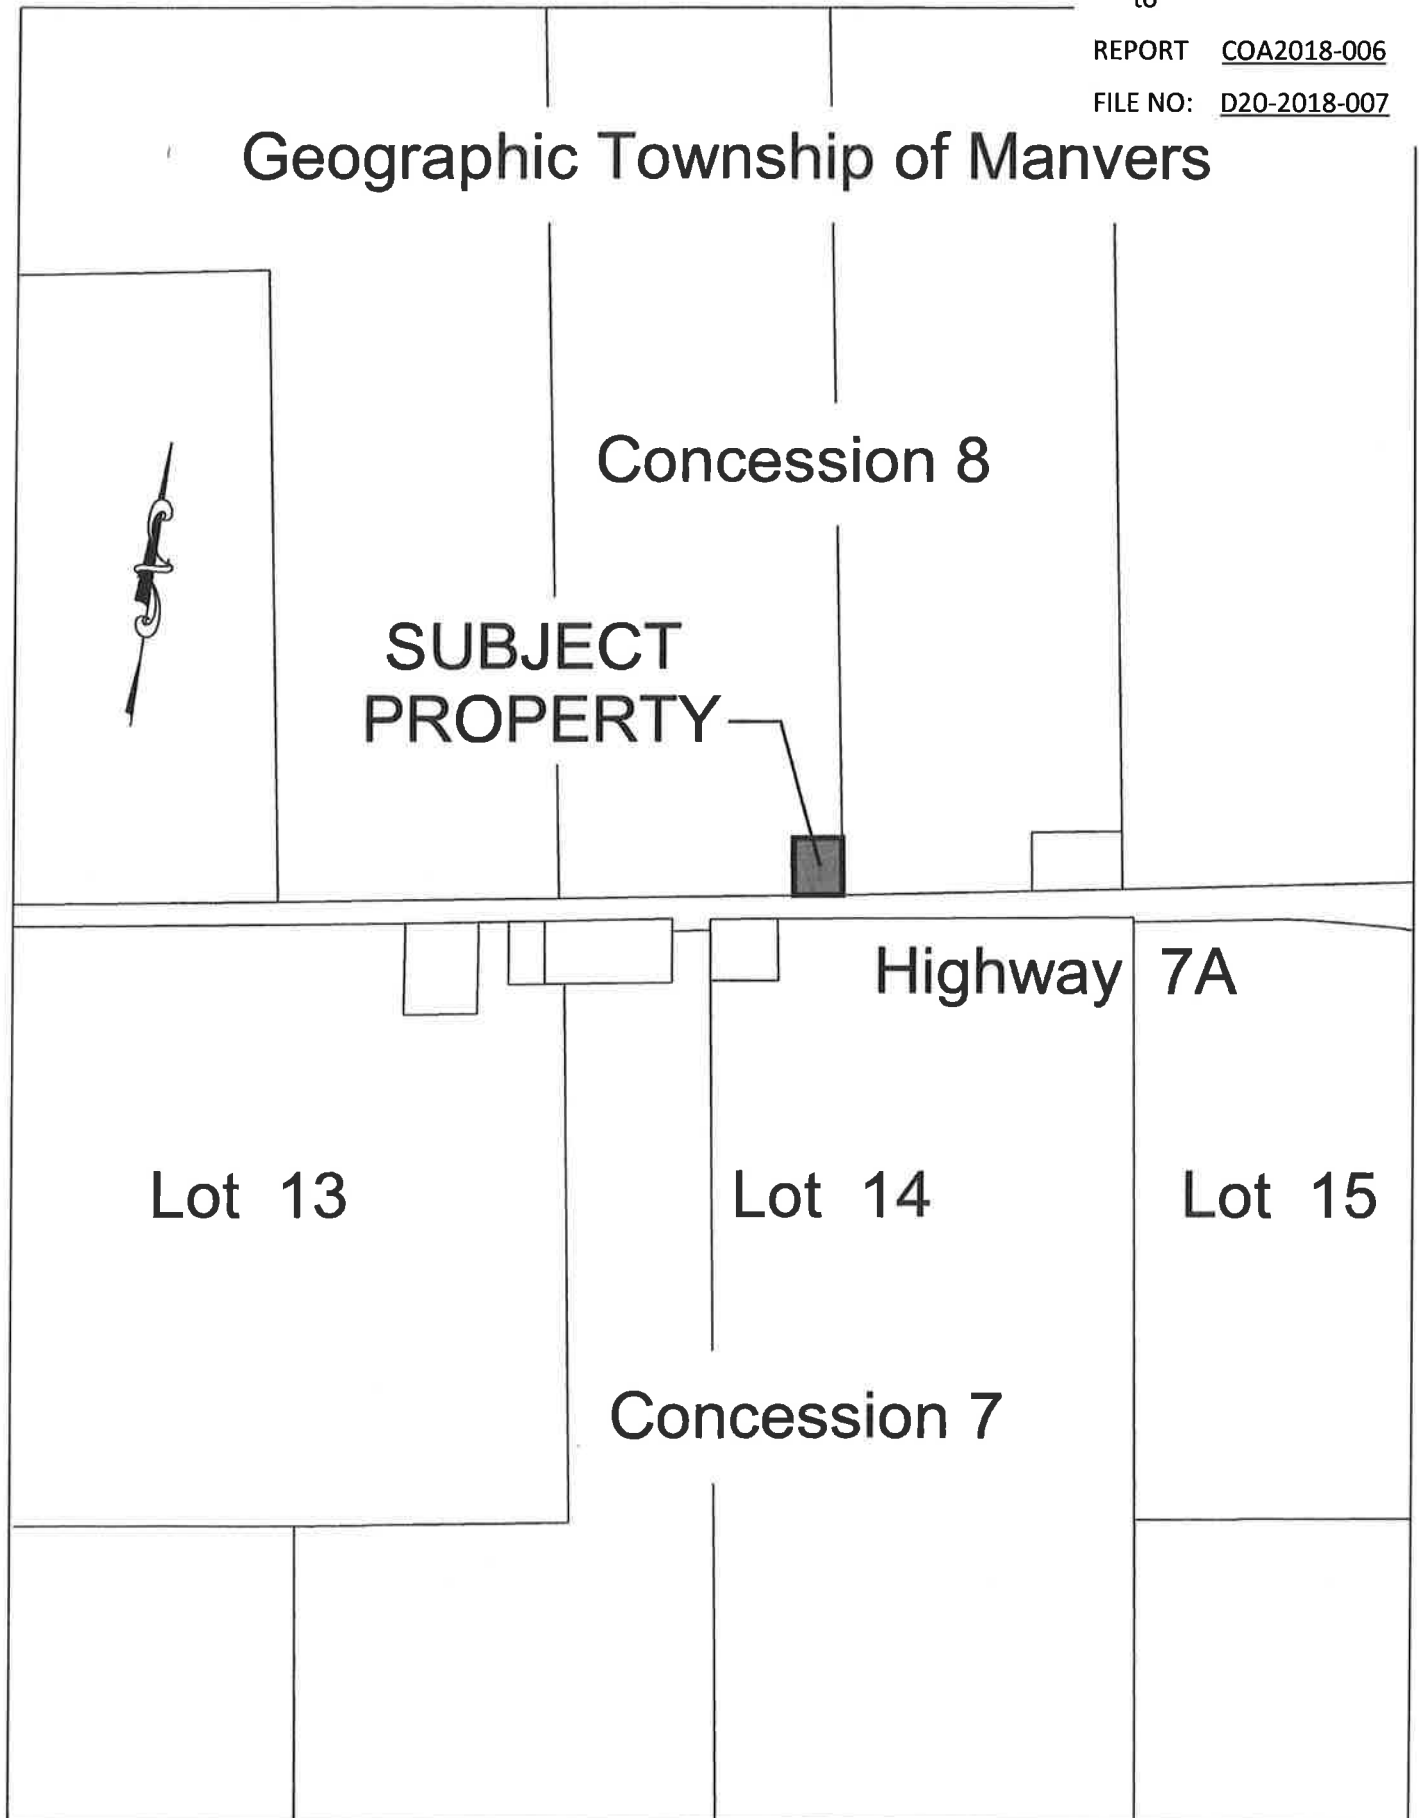 to
REPORT COA2018-006
FILE NO: D20-2018-007
Geographic Township of Manvers
Concession 8
SUBJECT
PROPERTY
Highway 7A
Lot 13 Lot 14 Lot 15
Concession 7